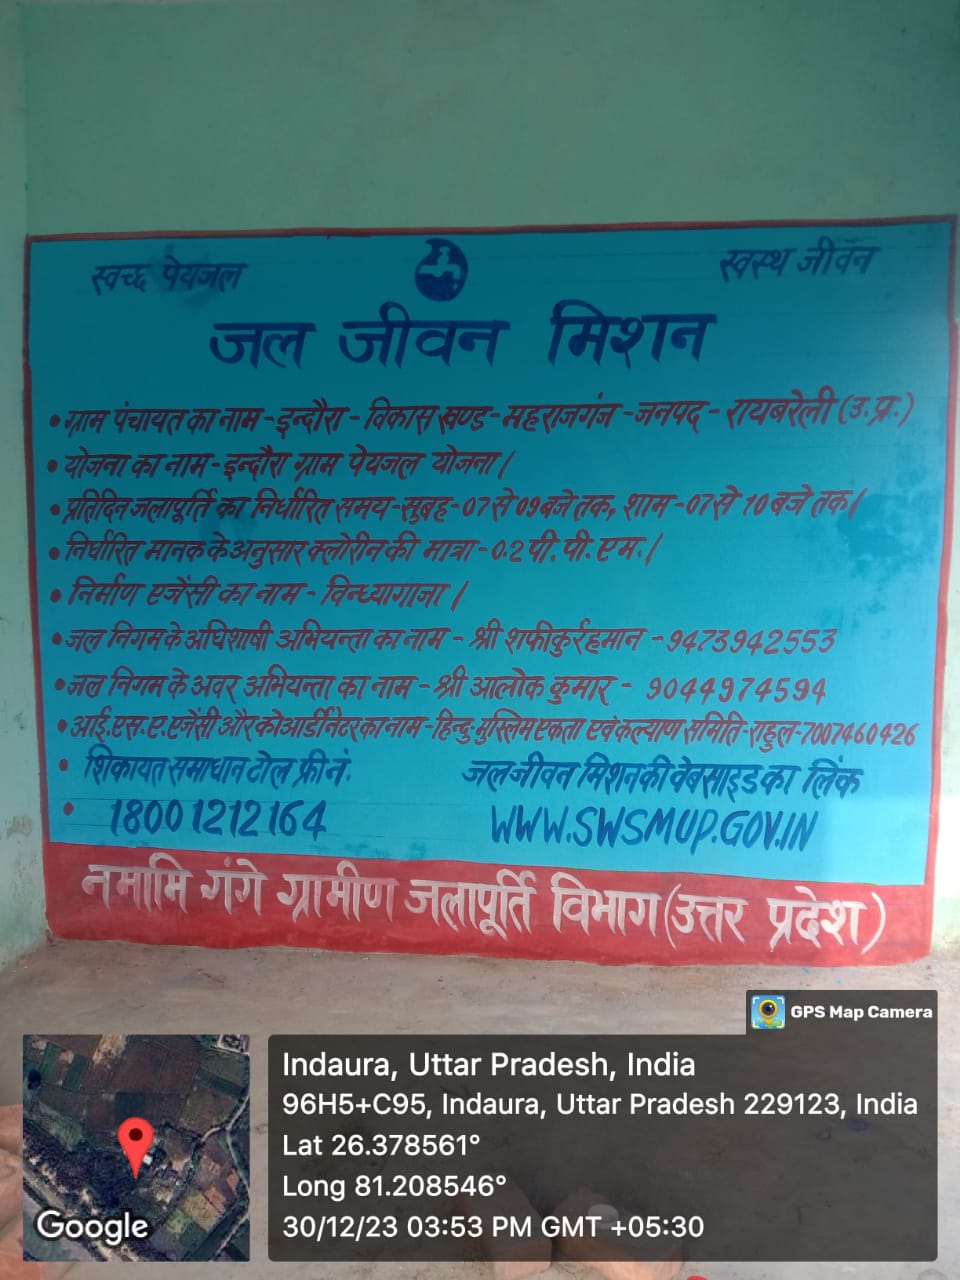 स्वच्छ पेयजल स्वस्थ जीवन
जल जीवन मिशन
• ग्राम पंचायत का नाम - इन्दौरा - विकास खण्ड - महराजगंज - जनपद - रायबरेली (उ.प्र.)
• योजना का नाम - इन्दौरा ग्राम पेयजल योजना।
• प्रतिदिन जलापूर्ति का निर्धारित समय - सुबह - 07 से 09 बजे तक, शाम - 07 से 10 बजे तक।
• निर्घारित मानक के अनुसार क्लोरीन की मात्रा - 0.2 पी. पी. एम.।
• निर्माण एजेंसी का नाम - विन्ध्यागाजा।
• जल निगम के अधिशाषी अभियन्ता का नाम - श्री शफीकुर्रहमान - 9473942553
• जल निगम के अवर अभियन्ता का नाम - श्री आलोक कुमार - 9044974594
• आई.एस.ए.एजेंसी और कोआर्डीनेटर का नाम - हिन्दु-मुस्लिम एकता एवं कल्याण समिति - राहुल - 7007460426
• शिकायत समाधान टोल फ्री नं. जल जीवन मिशन की वेबसाइड का लिंक
• 18001212164 WWW.SWSMUP.GOV.IN
नमामि गंगे ग्रामीण जलापूर्ति विभाग (उत्तर प्रदेश)
GPS Map Camera
Indaura, Uttar Pradesh, India
96H5+C95, Indaura, Uttar Pradesh 229123, India
Lat 26.378561°
Long 81.208546°
30/12/23 03:53 PM GMT +05:30
Google